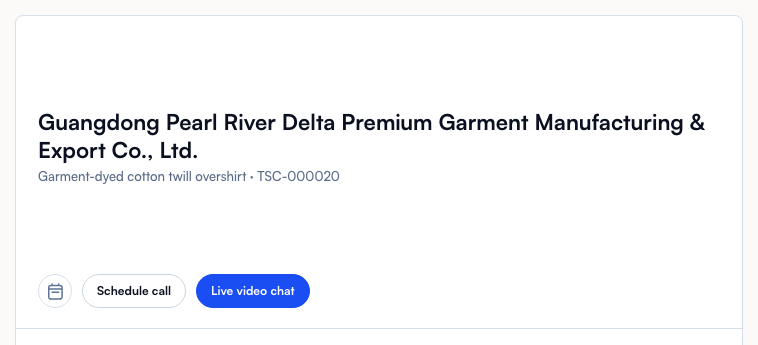 Guangdong Pearl River Delta Premium Garment Manufacturing &
Export Co., Ltd.
Garment-dyed cotton twill overshirt • TSC-000020
Schedule call
Live video chat